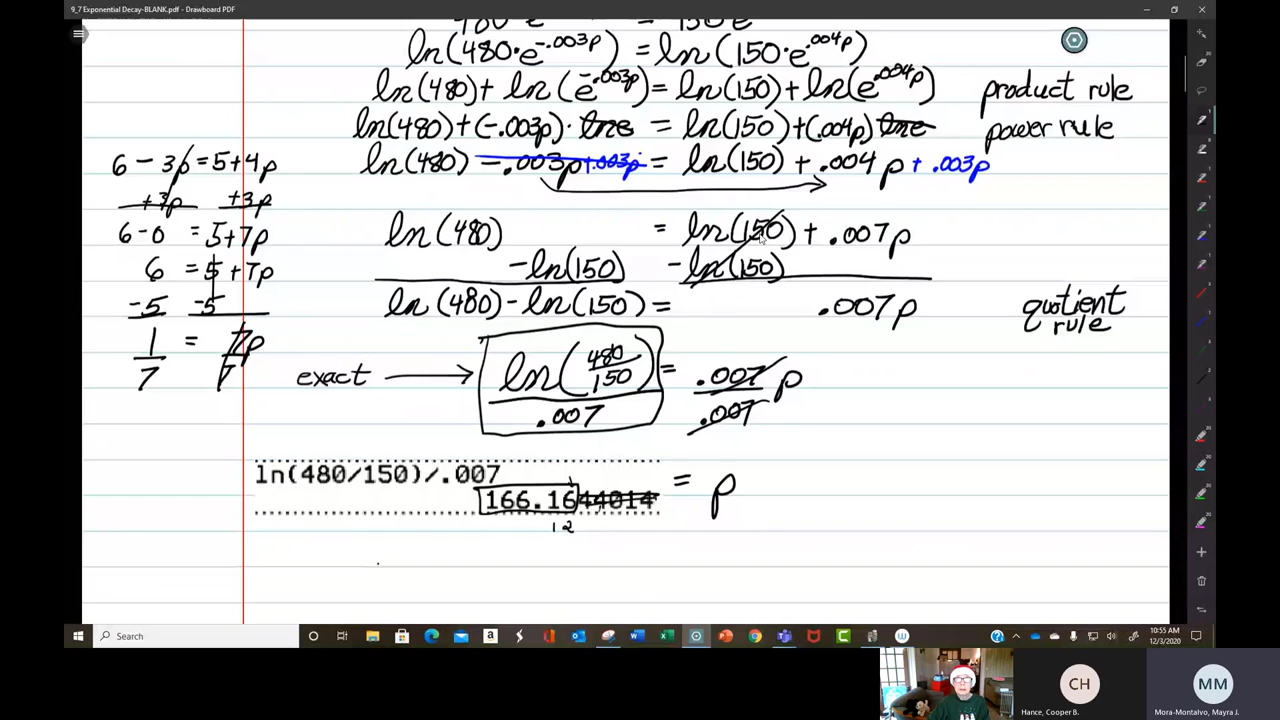 9_7 Exponential Decay-BLANK.pdf - Drawboard PDF
480 e = 150 e
ln(480·e^-.003p) = ln(150·e^.004p)
ln(480) + ln(e^-.003p) = ln(150) + ln(e^.004p) product rule
ln(480) + (-.003p)·lne = ln(150) + (.004p) lne power rule
ln(480) - .003p +.003p = ln(150) + .004p + .003p
6 - 3p = 5 + 4p
+3p +3p
6 - 0 = 5 + 7p
6 = 5 + 7p
-5 -5
1 = 7p
7 7
ln(480) = ln(150) + .007p
-ln(150) -ln(150)
ln(480) - ln(150) = .007p quotient rule
exact → ln(480/150) = .007p
.007 .007
ln(480/150)/.007
166.1644014 = p
1 2
Search
10:55 AM
12/3/2020
CH
Hance, Cooper B.
MM
Mora-Montalvo, Mayra J.